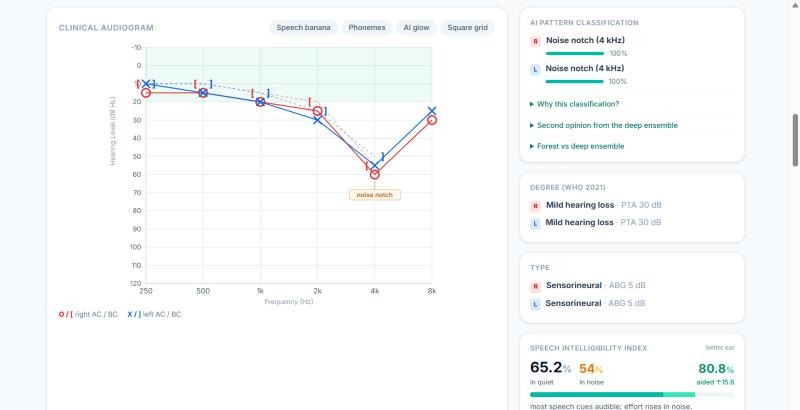 CLINICAL AUDIOGRAM
Speech banana
Phonemes
AI glow
Square grid
-10
0
10
20
30
40
50
60
70
80
90
100
110
120
Hearing Level (dB HL)
noise notch
250
500
1k
2k
4k
8k
Frequency (Hz)
O / [ right AC / BC X / ] left AC / BC
AI PATTERN CLASSIFICATION
R Noise notch (4 kHz)
100%
L Noise notch (4 kHz)
100%
▶ Why this classification?
▶ Second opinion from the deep ensemble
▶ Forest vs deep ensemble
DEGREE (WHO 2021)
R Mild hearing loss · PTA 30 dB
L Mild hearing loss · PTA 30 dB
TYPE
R Sensorineural · ABG 5 dB
L Sensorineural · ABG 5 dB
SPEECH INTELLIGIBILITY INDEX better ear
65.2% 54% 80.8%
in quiet in noise aided ↑15.6
most speech cues audible; effort rises in noise.